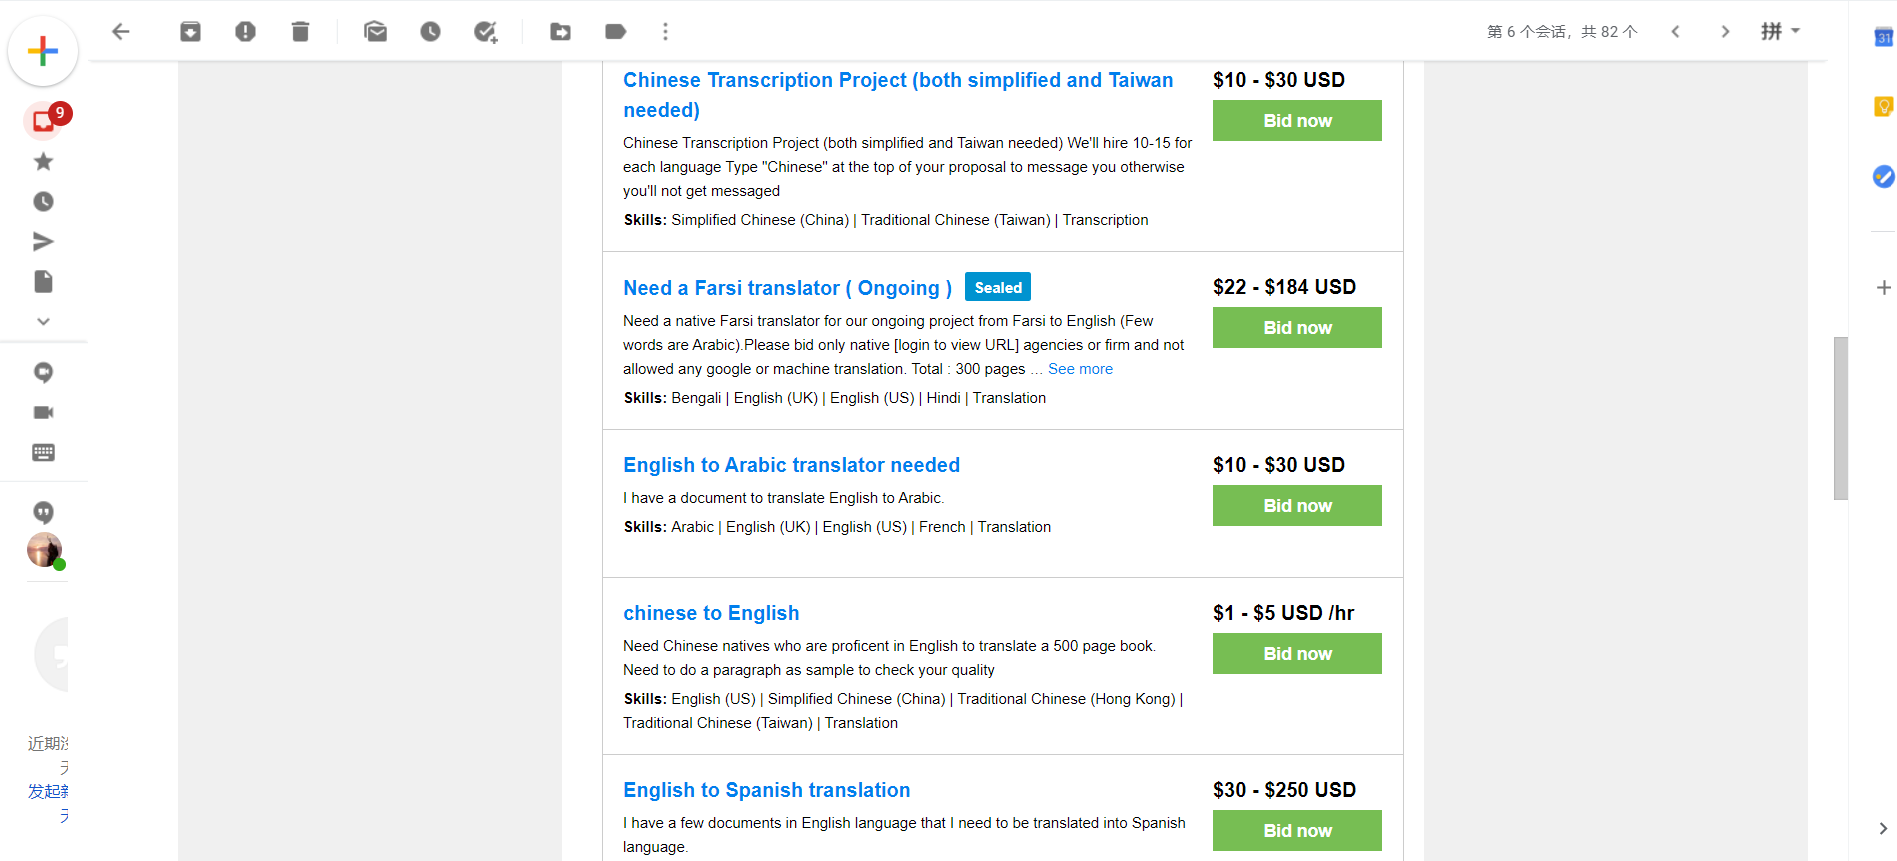 第 6 个会话，共 82 个
拼
31
9
Chinese Transcription Project (both simplified and Taiwan
needed)
$10 - $30 USD
Bid now
Chinese Transcription Project (both simplified and Taiwan needed) We'll hire 10-15 for
each language Type "Chinese" at the top of your proposal to message you otherwise
you'll not get messaged
Skills: Simplified Chinese (China) | Traditional Chinese (Taiwan) | Transcription
Need a Farsi translator ( Ongoing ) Sealed
$22 - $184 USD
Bid now
Need a native Farsi translator for our ongoing project from Farsi to English (Few
words are Arabic).Please bid only native [login to view URL] agencies or firm and not
allowed any google or machine translation. Total : 300 pages ... See more
Skills: Bengali | English (UK) | English (US) | Hindi | Translation
English to Arabic translator needed
$10 - $30 USD
Bid now
I have a document to translate English to Arabic.
Skills: Arabic | English (UK) | English (US) | French | Translation
chinese to English
$1 - $5 USD /hr
Bid now
Need Chinese natives who are proficent in English to translate a 500 page book.
Need to do a paragraph as sample to check your quality
Skills: English (US) | Simplified Chinese (China) | Traditional Chinese (Hong Kong) |
Traditional Chinese (Taiwan) | Translation
English to Spanish translation
$30 - $250 USD
Bid now
I have a few documents in English language that I need to be translated into Spanish
language.
近期
发起